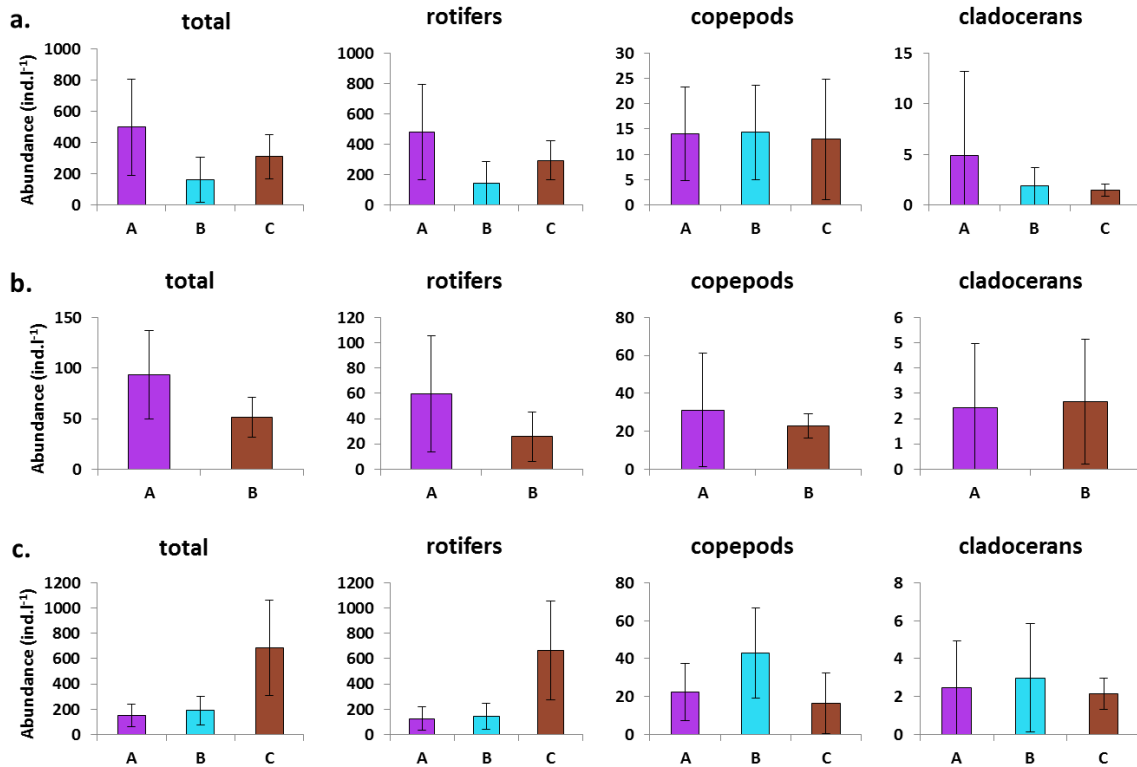 a.
total
rotifers
copepods
cladocerans
Abundance (ind.l-1)
1000
800
600
400
200
0
A B C
1000
800
600
400
200
0
A B C
30
25
20
15
10
5
0
A B C
15
10
5
0
A B C
b.
total
rotifers
copepods
cladocerans
Abundance (ind.l-1)
150
100
50
0
A B
120
100
80
60
40
20
0
A B
80
60
40
20
0
A B
6
5
4
3
2
1
0
A B
c.
total
rotifers
copepods
cladocerans
Abundance (ind.l-1)
1200
1000
800
600
400
200
0
A B C
1200
1000
800
600
400
200
0
A B C
80
60
40
20
0
A B C
8
6
4
2
0
A B C